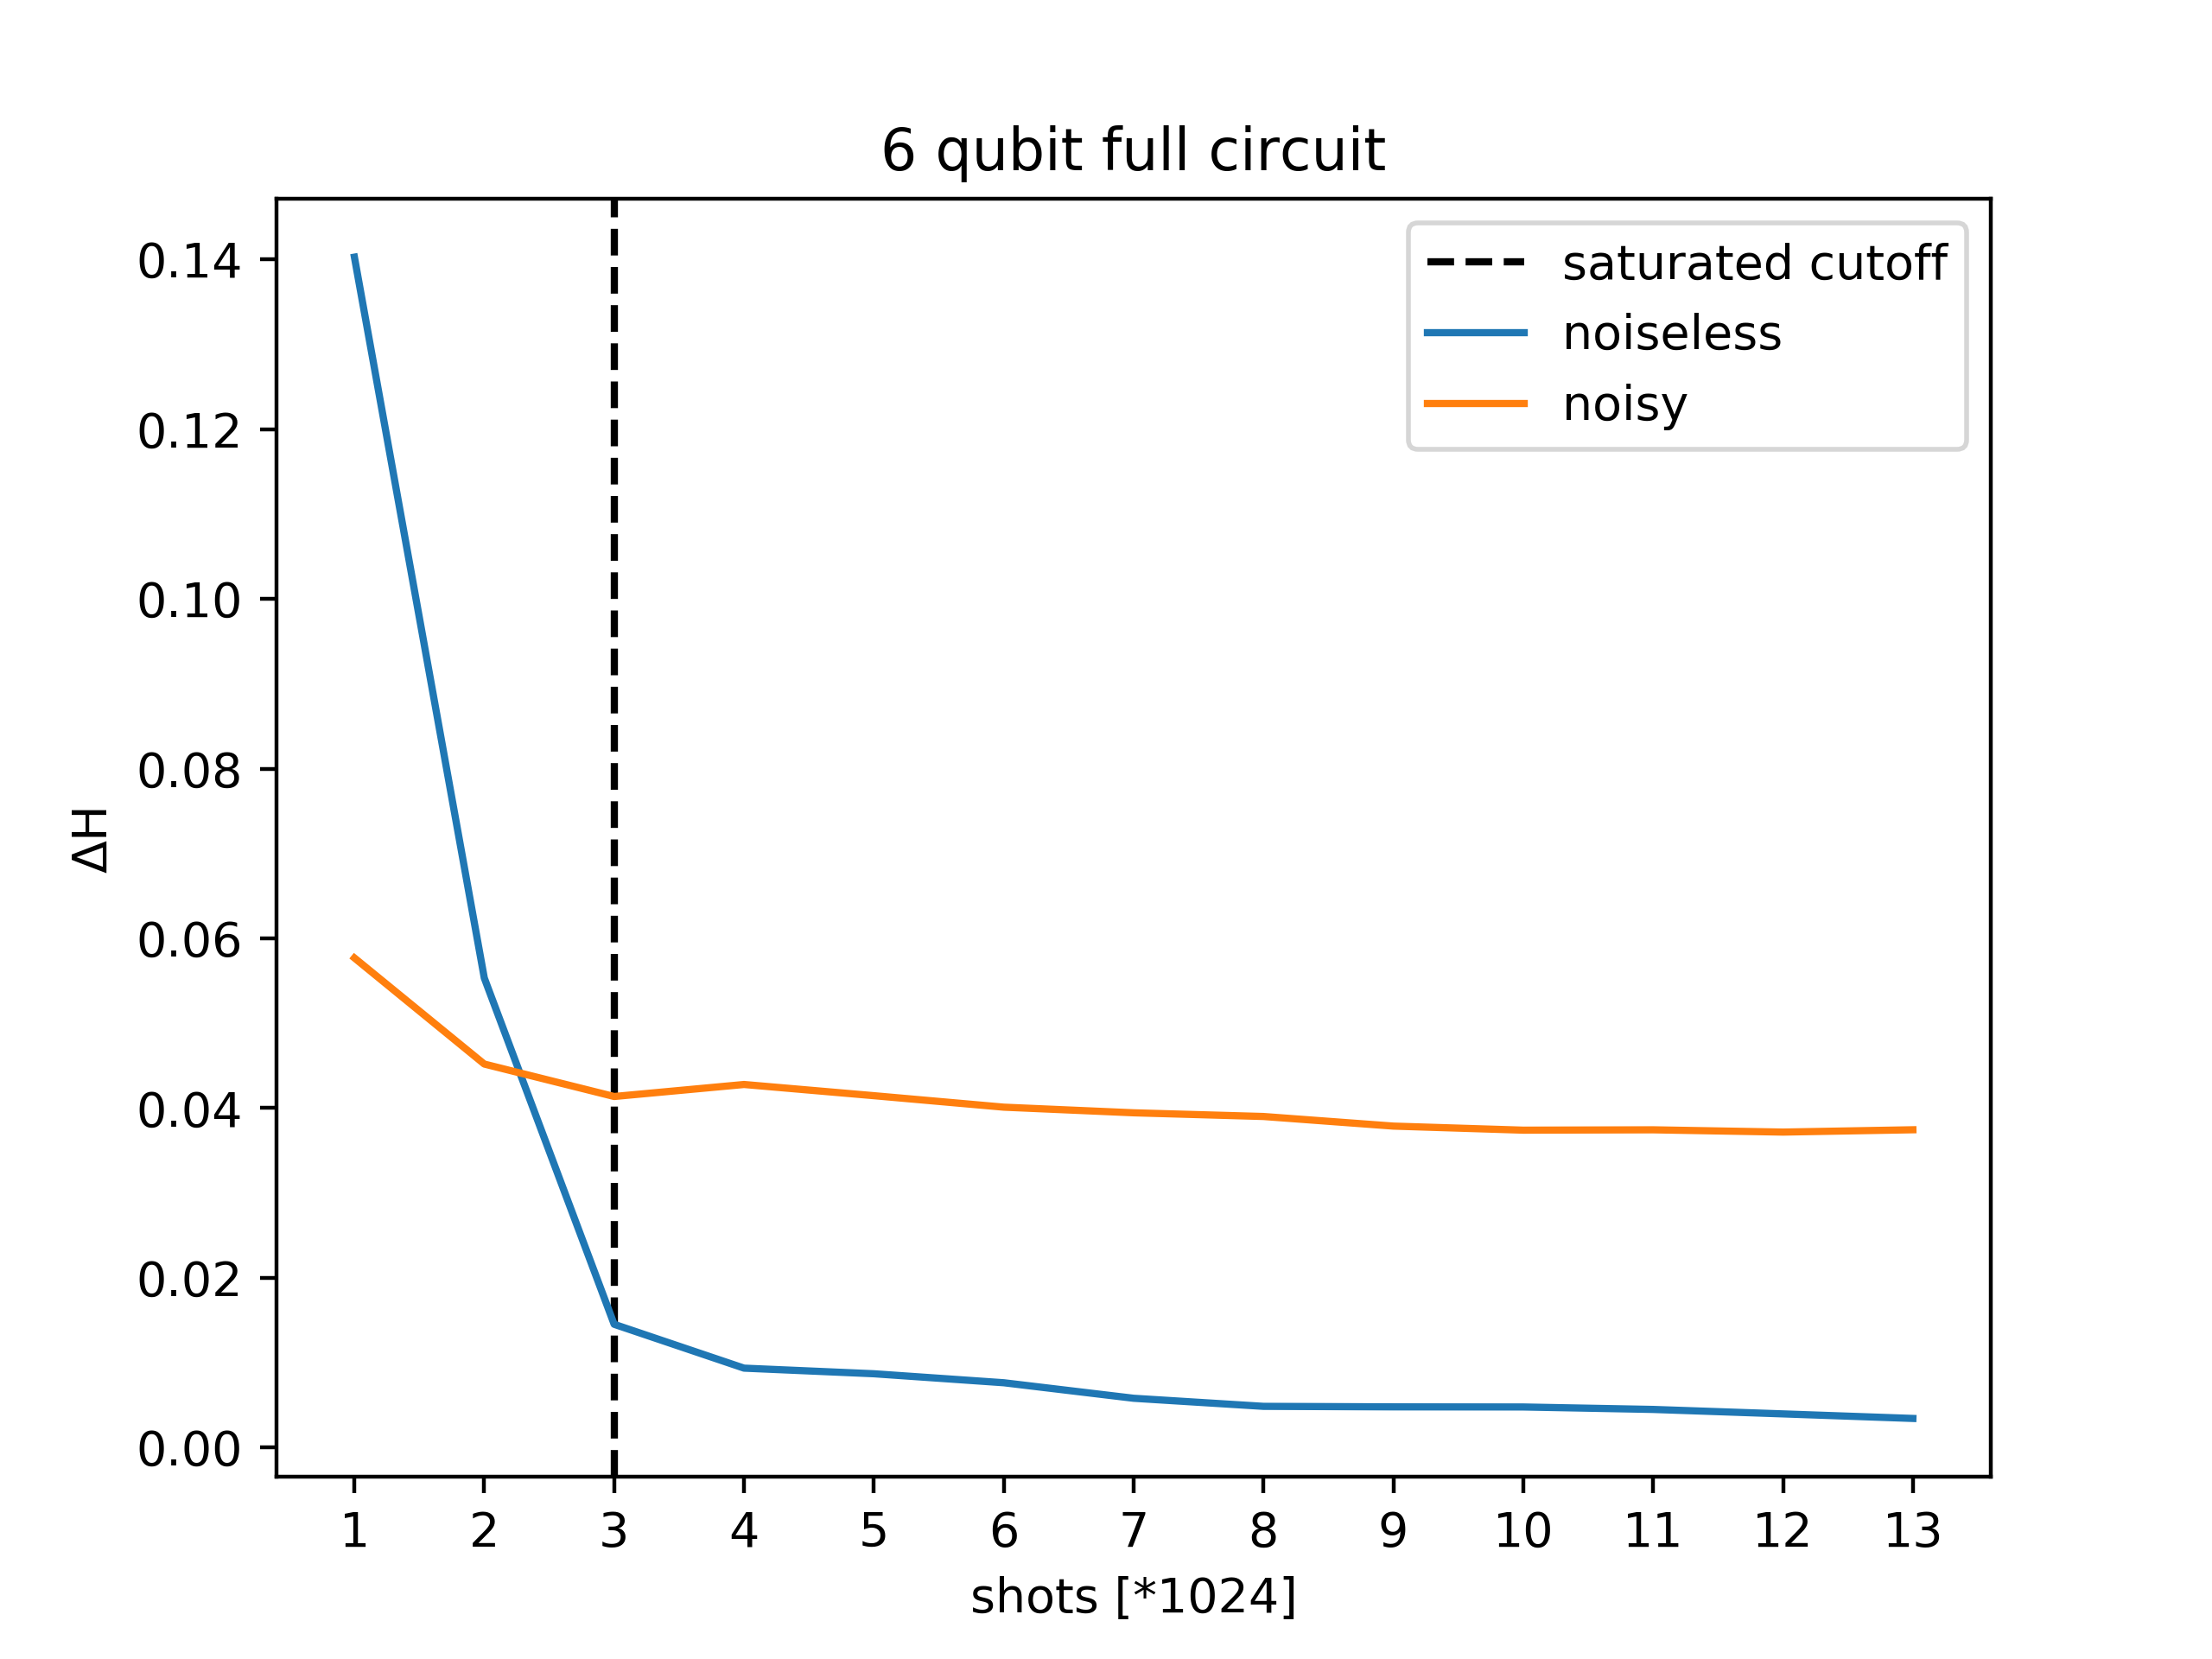 6 qubit full circuit
saturated cutoff
noiseless
noisy
0.14
0.12
0.10
0.08
0.06
0.04
0.02
0.00
ΔH
1 2 3 4 5 6 7 8 9 10 11 12 13
shots [*1024]